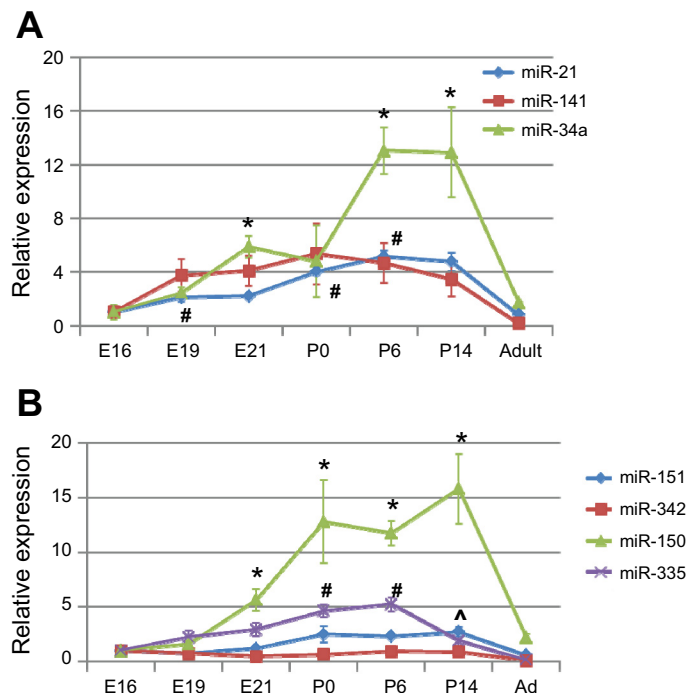 A
Relative expression
20
16
12
8
4
0
miR-21
miR-141
miR-34a
* * *
# # #
E16 E19 E21 P0 P6 P14 Adult
B
Relative expression
20
15
10
5
0
miR-151
miR-342
miR-150
miR-335
* * * *
# # ^
E16 E19 E21 P0 P6 P14 Ad